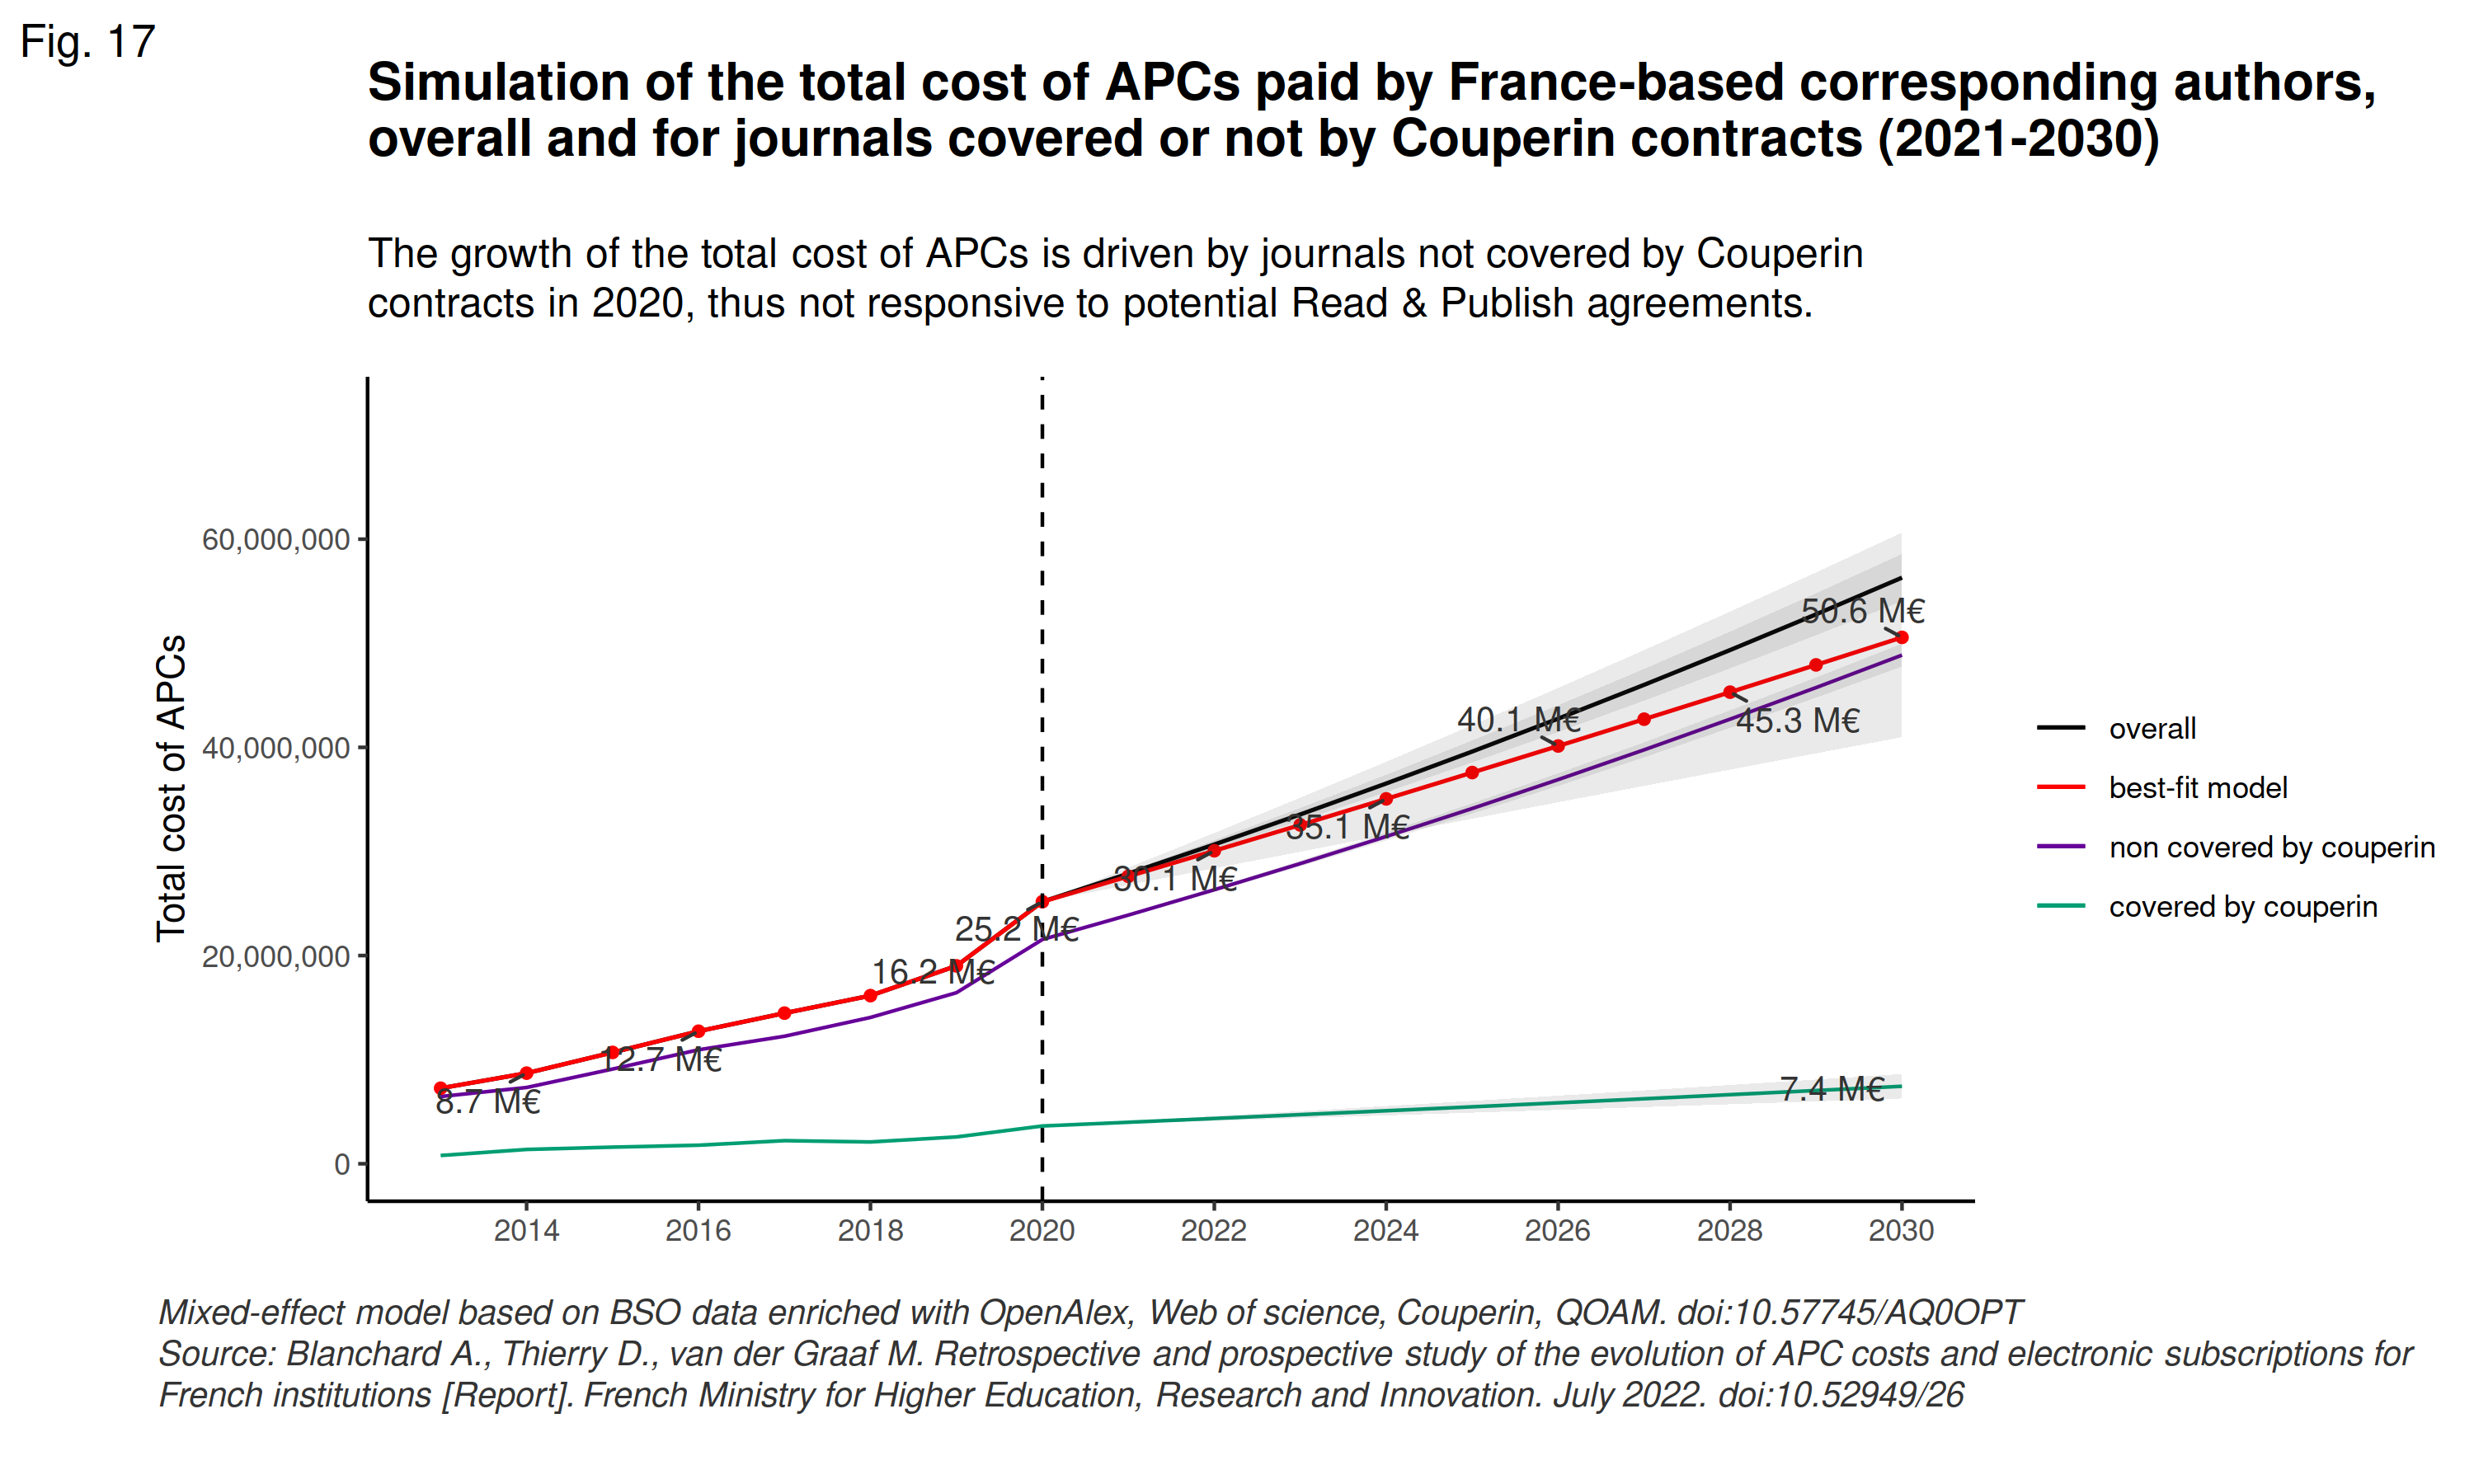 Fig. 17
Simulation of the total cost of APCs paid by France-based corresponding authors,
overall and for journals covered or not by Couperin contracts (2021-2030)
The growth of the total cost of APCs is driven by journals not covered by Couperin
contracts in 2020, thus not responsive to potential Read & Publish agreements.
Total cost of APCs
60,000,000
40,000,000
20,000,000
0
8.7 M€
12.7 M€
16.2 M€
25.2 M€
30.1 M€
35.1 M€
40.1 M€
45.3 M€
50.6 M€
7.4 M€
2014
2016
2018
2020
2022
2024
2026
2028
2030
overall
best-fit model
non covered by couperin
covered by couperin
Mixed-effect model based on BSO data enriched with OpenAlex, Web of science, Couperin, QOAM. doi:10.57745/AQ0OPT
Source: Blanchard A., Thierry D., van der Graaf M. Retrospective and prospective study of the evolution of APC costs and electronic subscriptions for
French institutions [Report]. French Ministry for Higher Education, Research and Innovation. July 2022. doi:10.52949/26